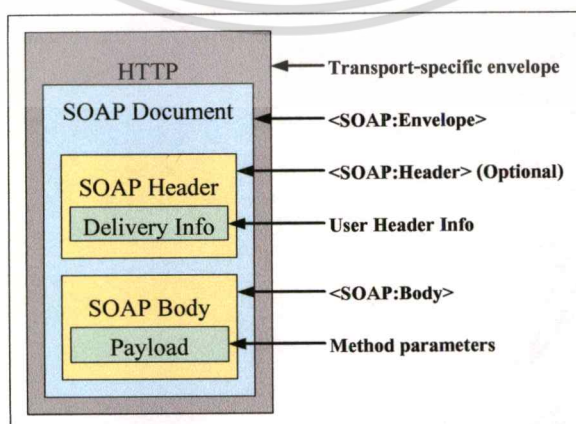 HTTP
Transport-specific envelope
SOAP Document
<SOAP:Envelope>
SOAP Header
<SOAP:Header> (Optional)
Delivery Info
User Header Info
SOAP Body
<SOAP:Body>
Payload
Method parameters